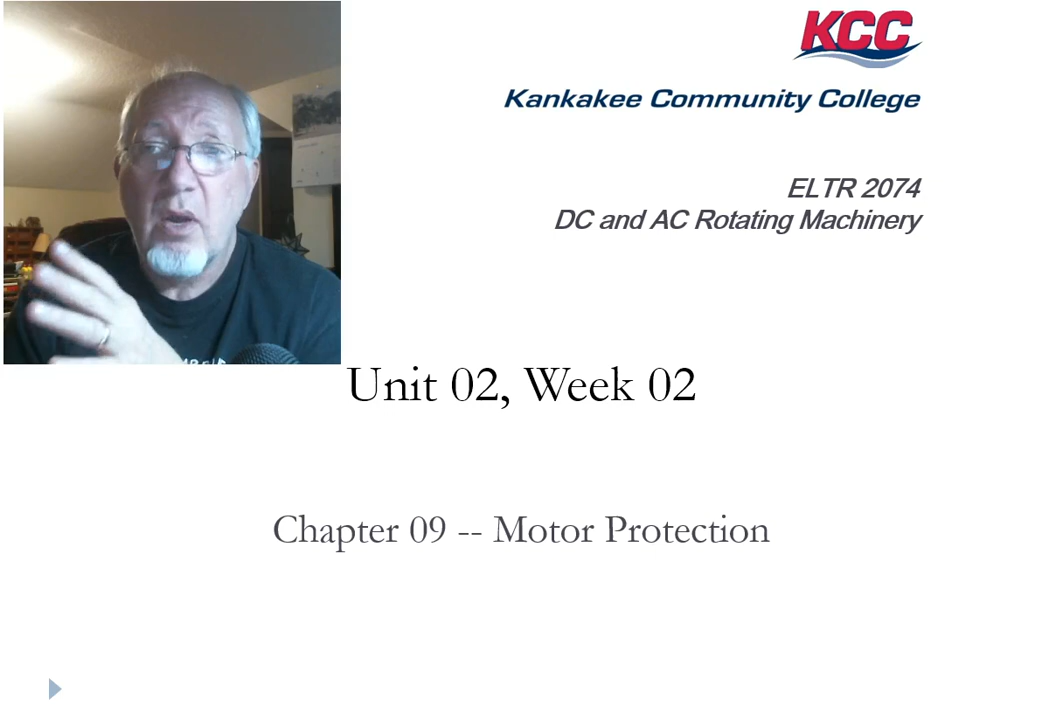 KCC
Kankakee Community College
ELTR 2074
DC and AC Rotating Machinery
Unit 02, Week 02
Chapter 09 -- Motor Protection